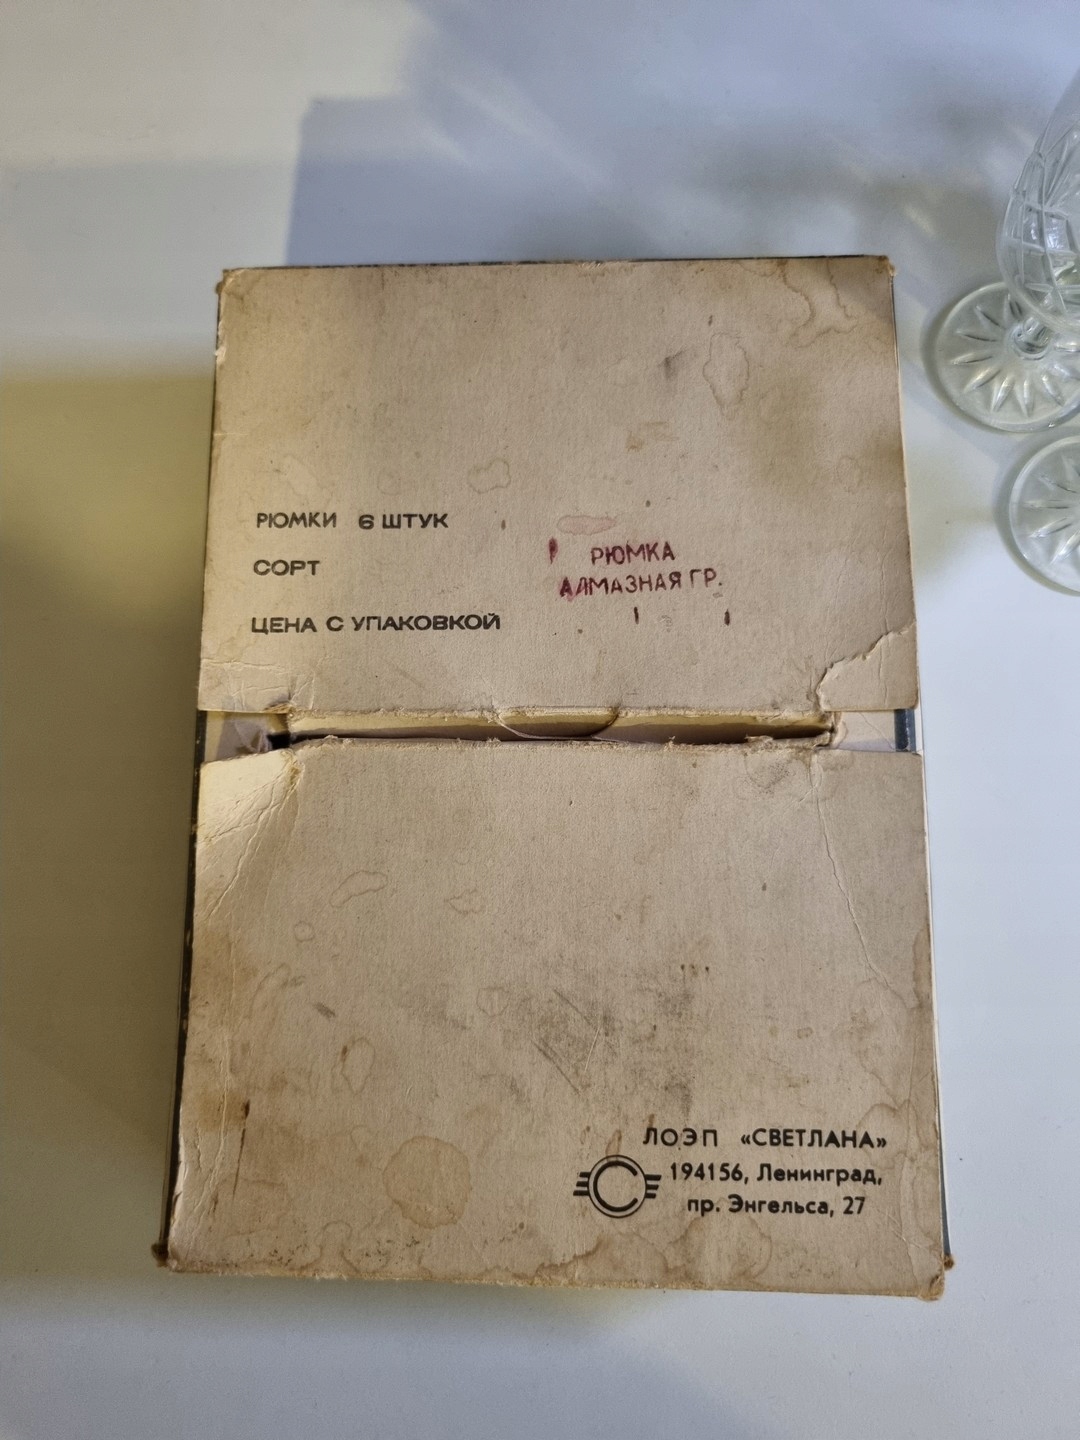 РЮМКИ 6 ШТУК
СОРТ
ЦЕНА С УПАКОВКОЙ
РЮМКА
АЛМАЗНАЯ ГР.
ЛОЭП «СВЕТЛАНА»
194156, Ленинград,
пр. Энгельса, 27